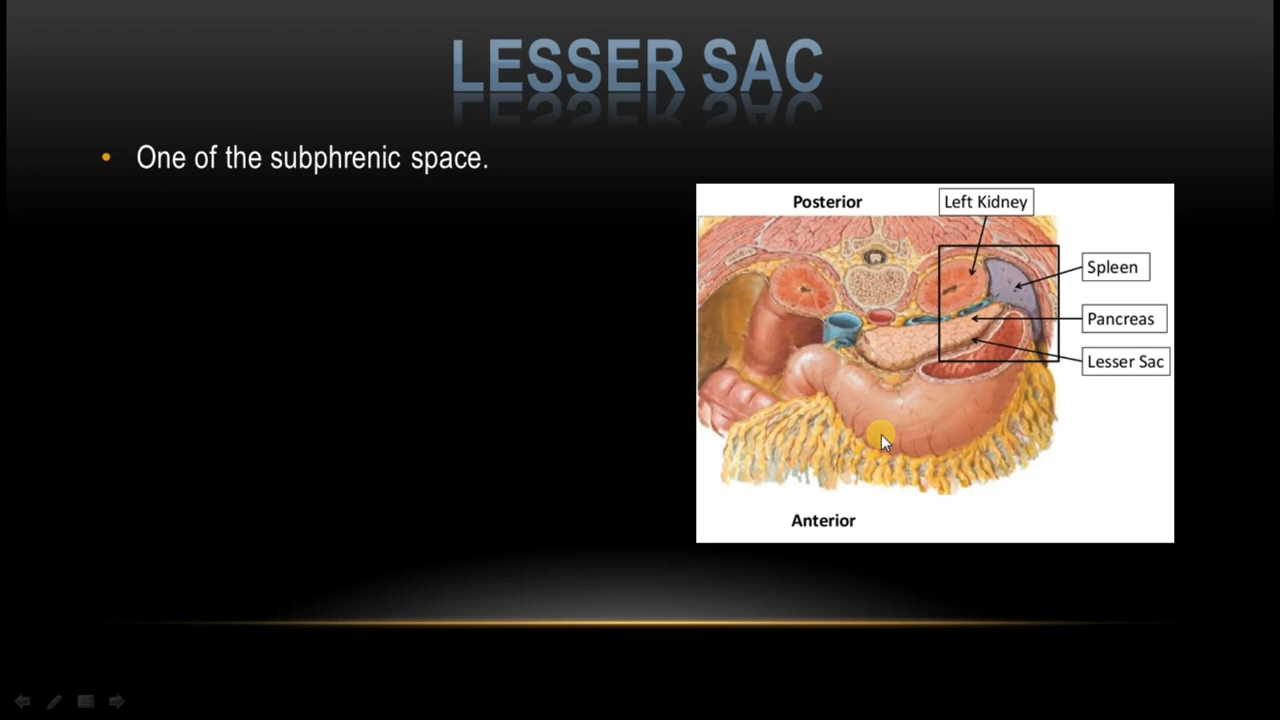 LESSER SAC
• One of the subphrenic space.
Posterior
Left Kidney
Spleen
Pancreas
Lesser Sac
Anterior